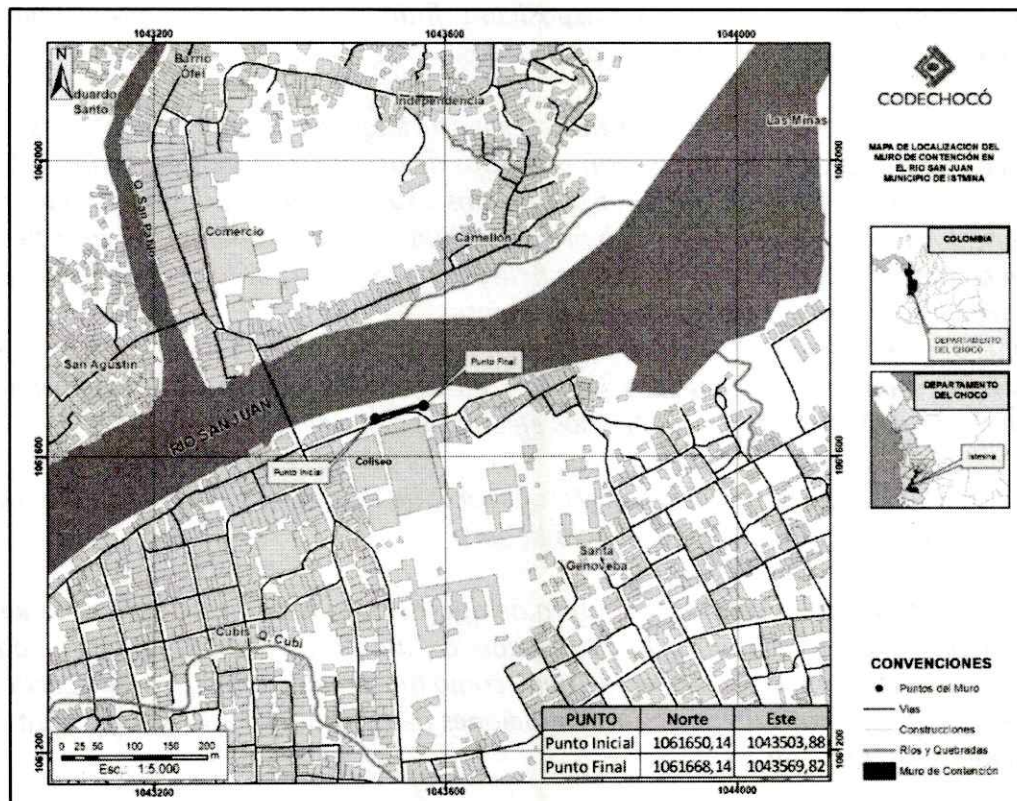 1043200
1043600
1044000
N
Barrio
Ofel
Eduardo
Santo
Independencia
Las Minas
1062000
1062000
Q. San Pablo
Comercio
Camellon
San Agustin
Punto Final
RIO SAN JUAN
1061600
1061600
Punto Inicial
Coliseo
Santa
Genoveba
Cubis
Q. Cubi
1061200
1061200
0 25 50 100 150 200
m
Esc.: 1:5.000
PUNTO Norte Este
Punto Inicial 1061650,14 1043503,88
Punto Final 1061668,14 1043569,82
1043200
1043600
1044000
CODECHOCÓ
MAPA DE LOCALIZACION DEL
MURO DE CONTENCIÓN EN
EL RIO SAN JUAN
MUNICIPIO DE ISTMINA
COLOMBIA
DEPARTAMENTO
DEL CHOCO
DEPARTAMENTO
DEL CHOCO
Istmina
CONVENCIONES
Puntos del Muro
Vias
Construcciones
Ríos y Quebradas
Muro de Contención